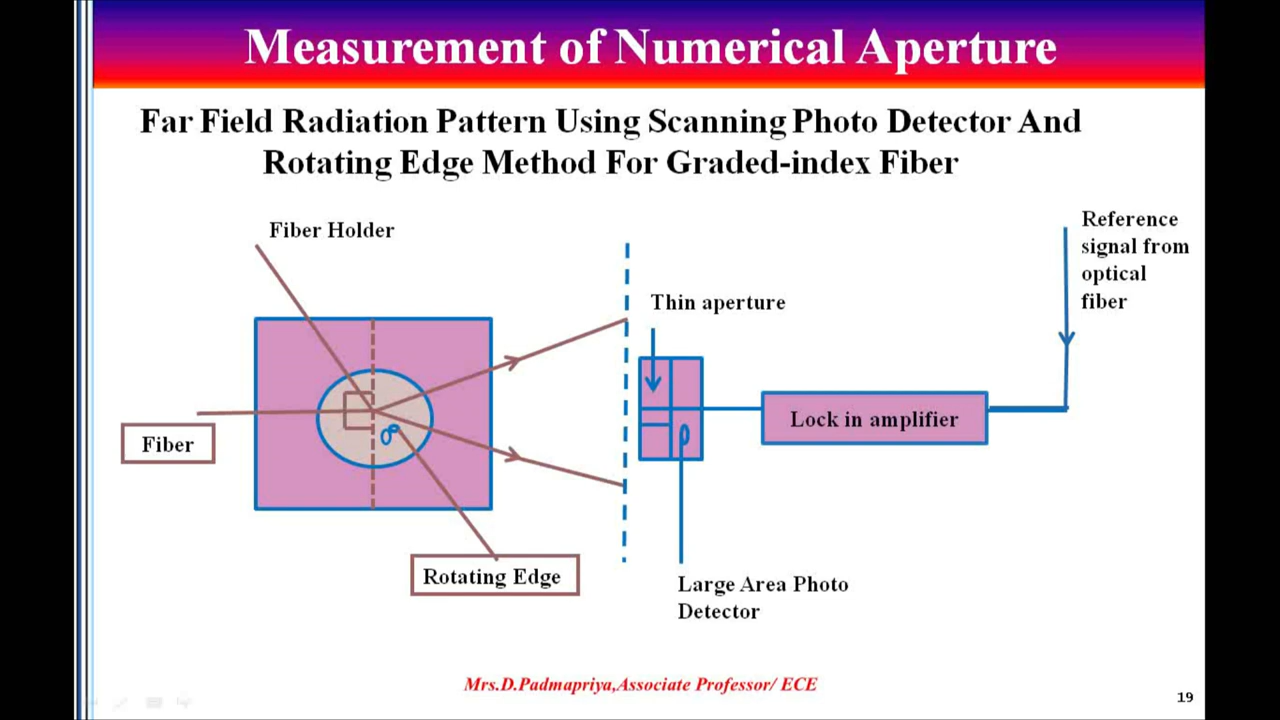 Measurement of Numerical Aperture
Far Field Radiation Pattern Using Scanning Photo Detector And
Rotating Edge Method For Graded-index Fiber
Fiber Holder
Reference
signal from
optical
fiber
Thin aperture
Lock in amplifier
Fiber
Rotating Edge
Large Area Photo
Detector
Mrs.D.Padmapriya,Associate Professor/ ECE
19